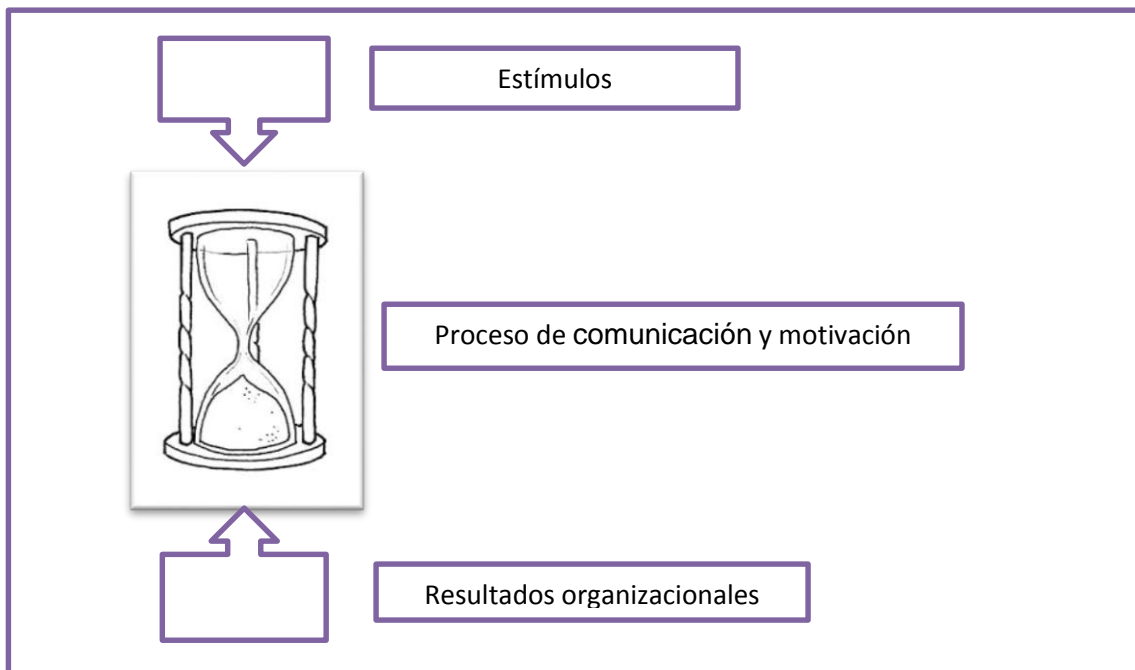 Estímulos
Proceso de comunicación y motivación
Resultados organizacionales